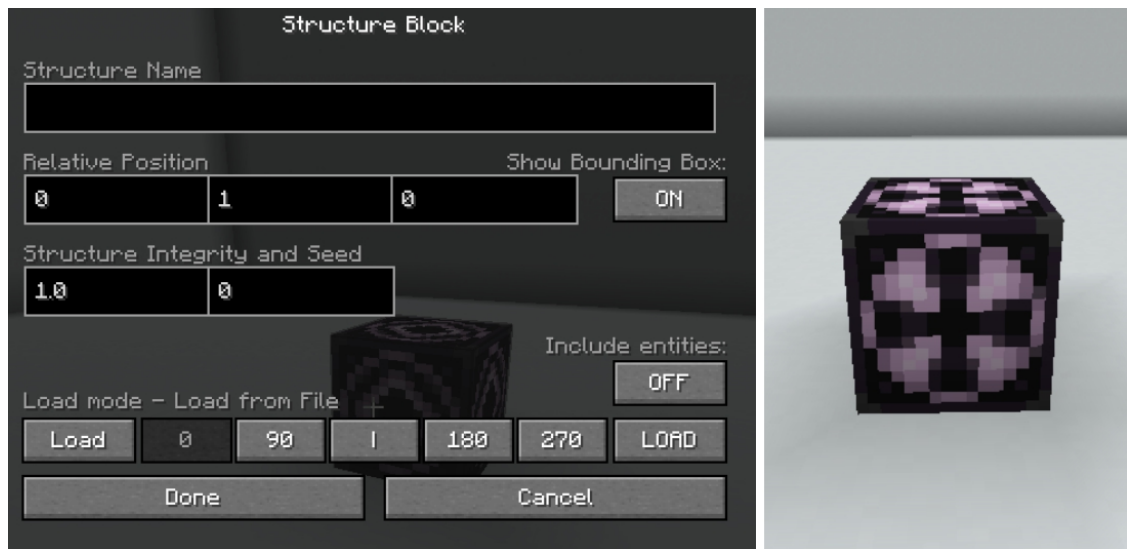 Structure Block
Structure Name
Relative Position Show Bounding Box:
0 1 0 ON
Structure Integrity and Seed
1.0 0
Include entities:
OFF
Load mode - Load from File
Load 0 90 | 180 270 LOAD
Done Cancel